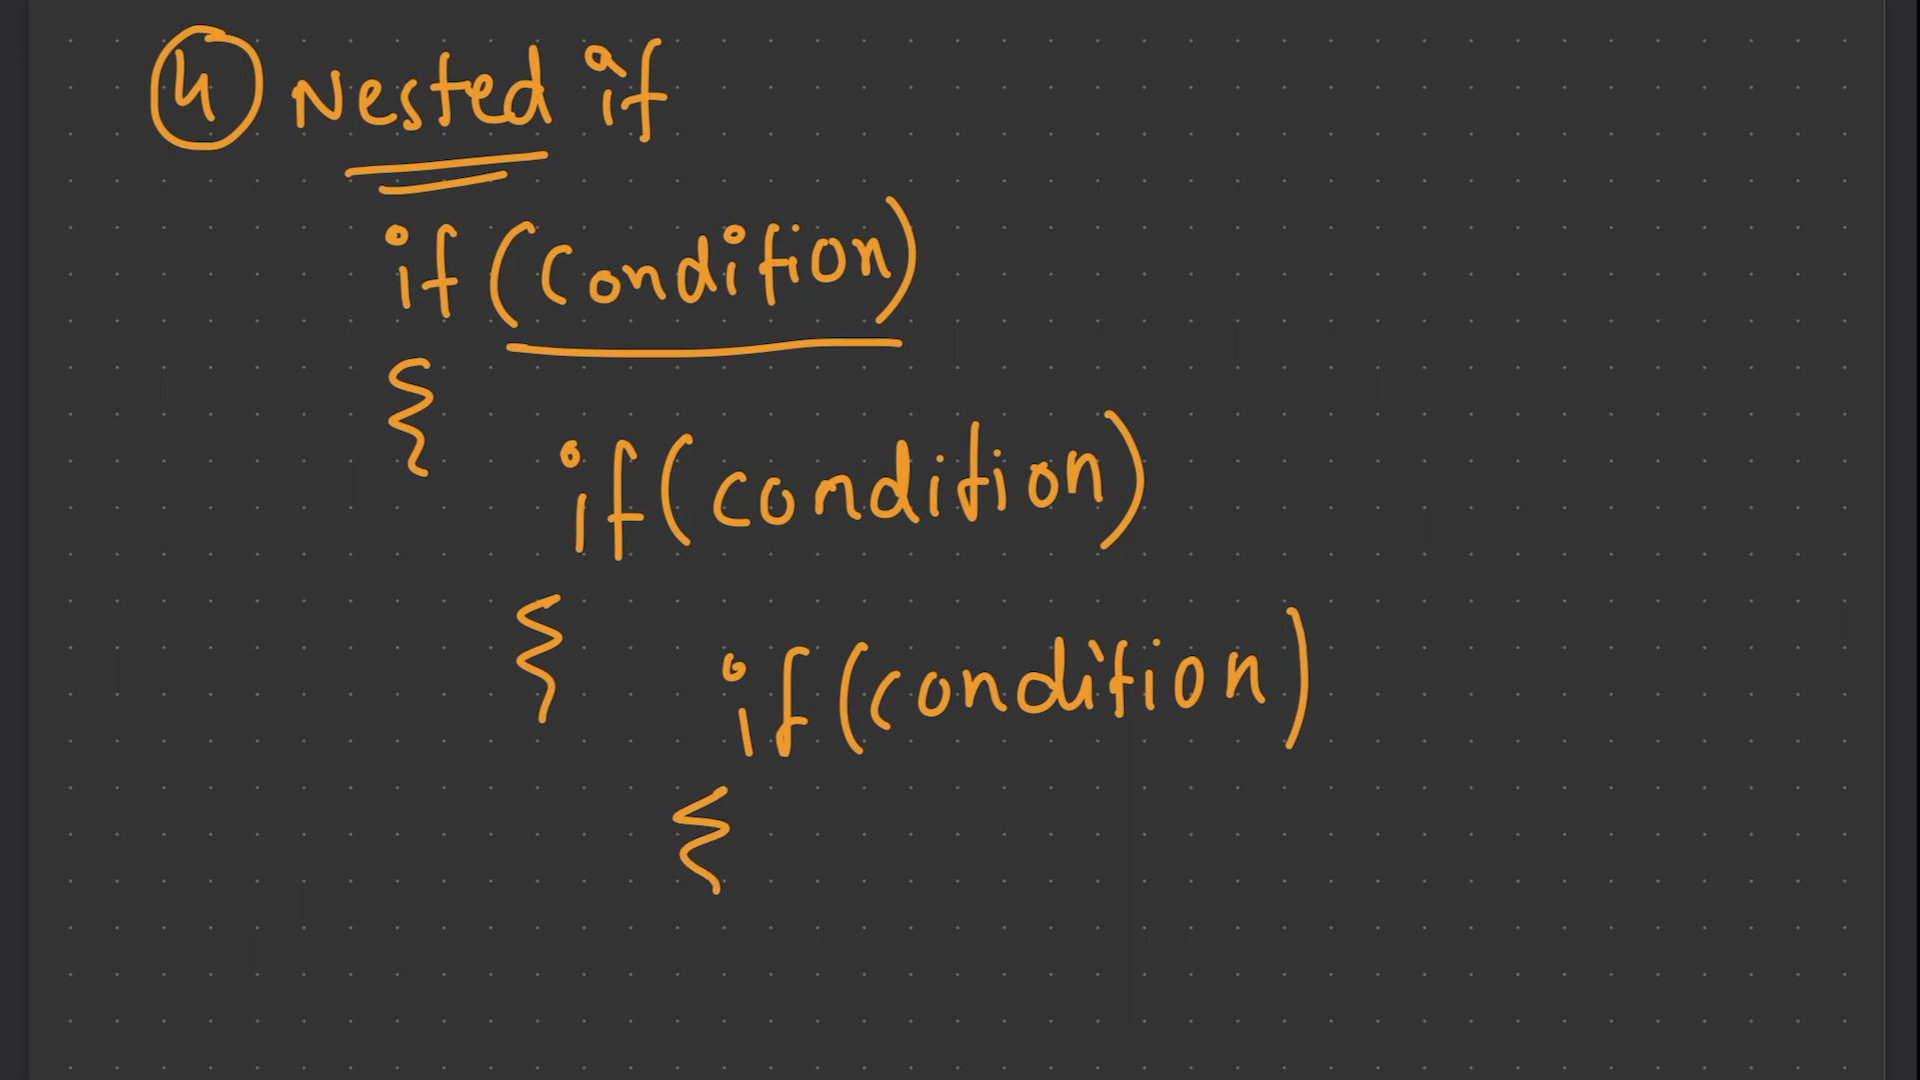 4 Nested if
if (Condition)
{
if (condition)
{
if (condition)
{